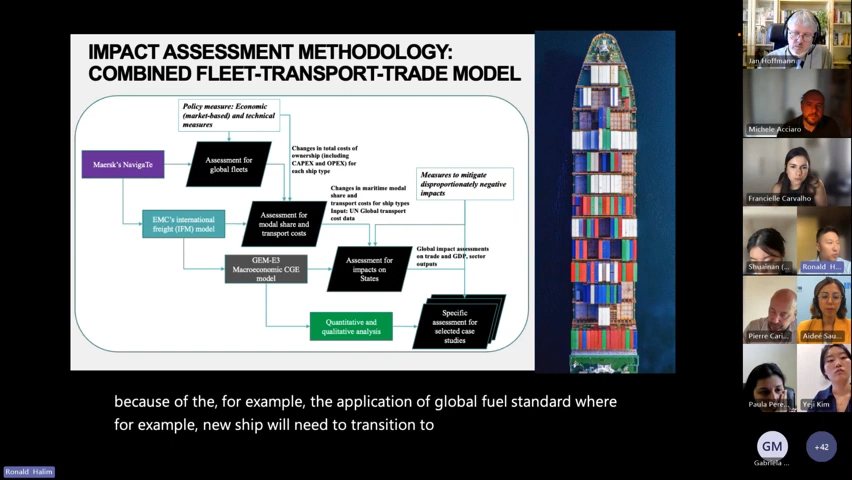 IMPACT ASSESSMENT METHODOLOGY:
COMBINED FLEET-TRANSPORT-TRADE MODEL
Policy measure: Economic
(market-based) and technical
measures
Maersk's NavigaTe
Assessment for
global fleets
Changes in total costs of
ownership (including
CAPEX and OPEX) for
each ship type
Measures to mitigate
disproportionately negative
impacts
Changes in maritime modal
share and
transport costs for ship types
Input: UN Global transport
cost data
EMC's international
freight (IFM) model
Assessment for
modal share and
transport costs
GEM-E3
Macroeconomic CGE
model
Assessment for
impacts on
States
Global impact assessments
on trade and GDP, sector
outputs
Quantitative and
qualitative analysis
Specific
assessment for
selected case
studies
because of the, for example, the application of global fuel standard where
for example, new ship will need to transition to
Ronald Halim
Jan Hoffmann
Michele Acciaro
Francielle Carvalho
Shuainan (...
Ronald H...
Pierre Cari...
Aideé Sau...
Paula Pere...
Yeji Kim
GM
+42
Gabriela ...